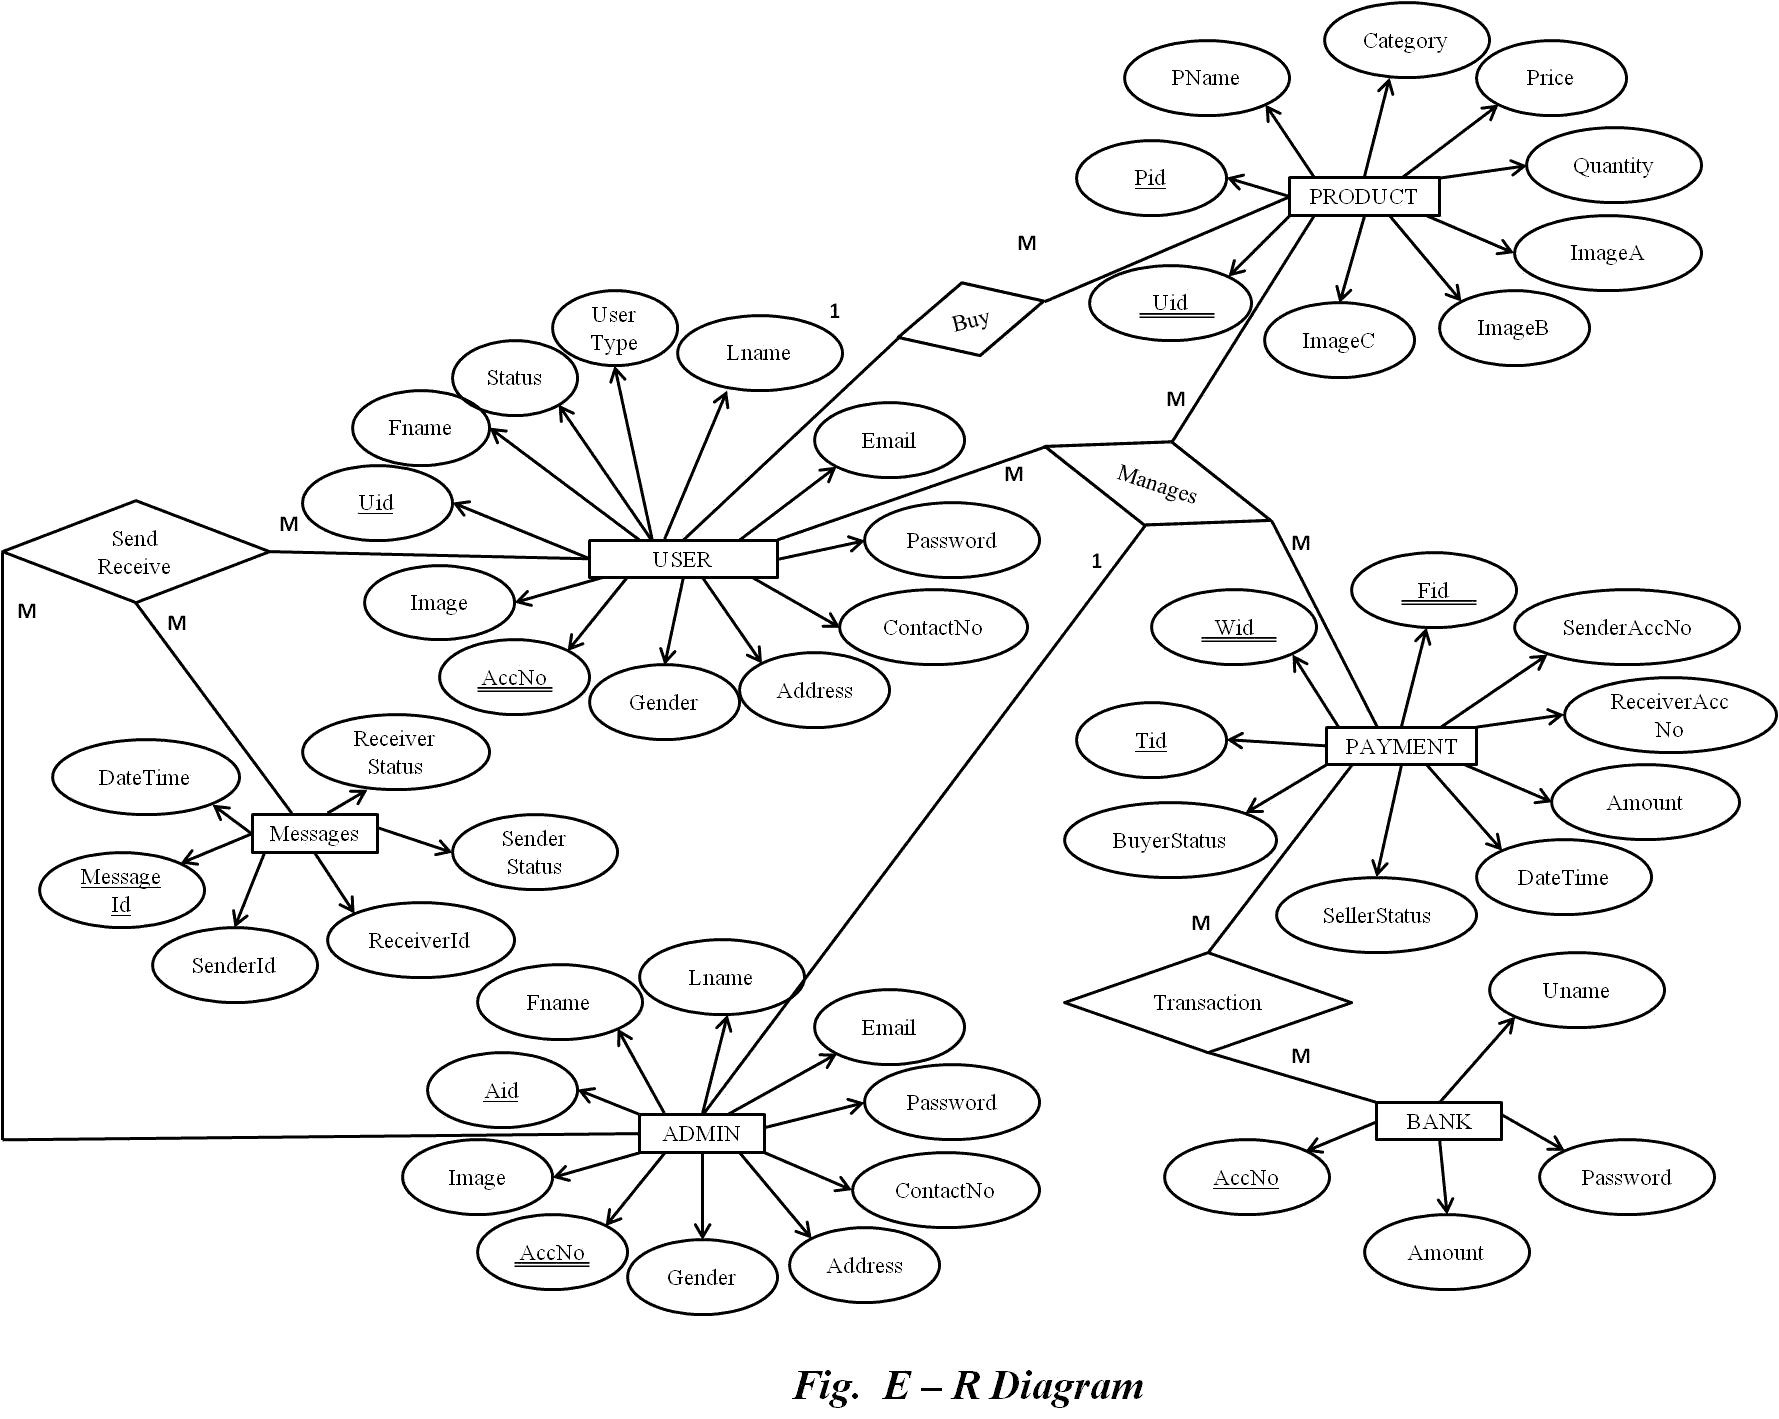 Category
PName
Price
Quantity
Pid
PRODUCT
M
ImageA
Uid
ImageC
ImageB
Buy
1
User
Type
Lname
Status
Fname
Email
M
Manages
M
Uid
M
Send
Receive
USER
Password
1
M
Image
ContactNo
M
M
AccNo
Gender
Address
Fid
Wid
SenderAccNo
ReceiverAcc
No
Tid
PAYMENT
Amount
BuyerStatus
DateTime
SellerStatus
Receiver
Status
DateTime
Messages
Sender
Status
Message
Id
SenderId
ReceiverId
M
Transaction
M
Uname
Lname
Fname
Email
Aid
Password
ADMIN
BANK
Image
ContactNo
AccNo
Password
AccNo
Gender
Address
Amount
Fig.  E – R Diagram